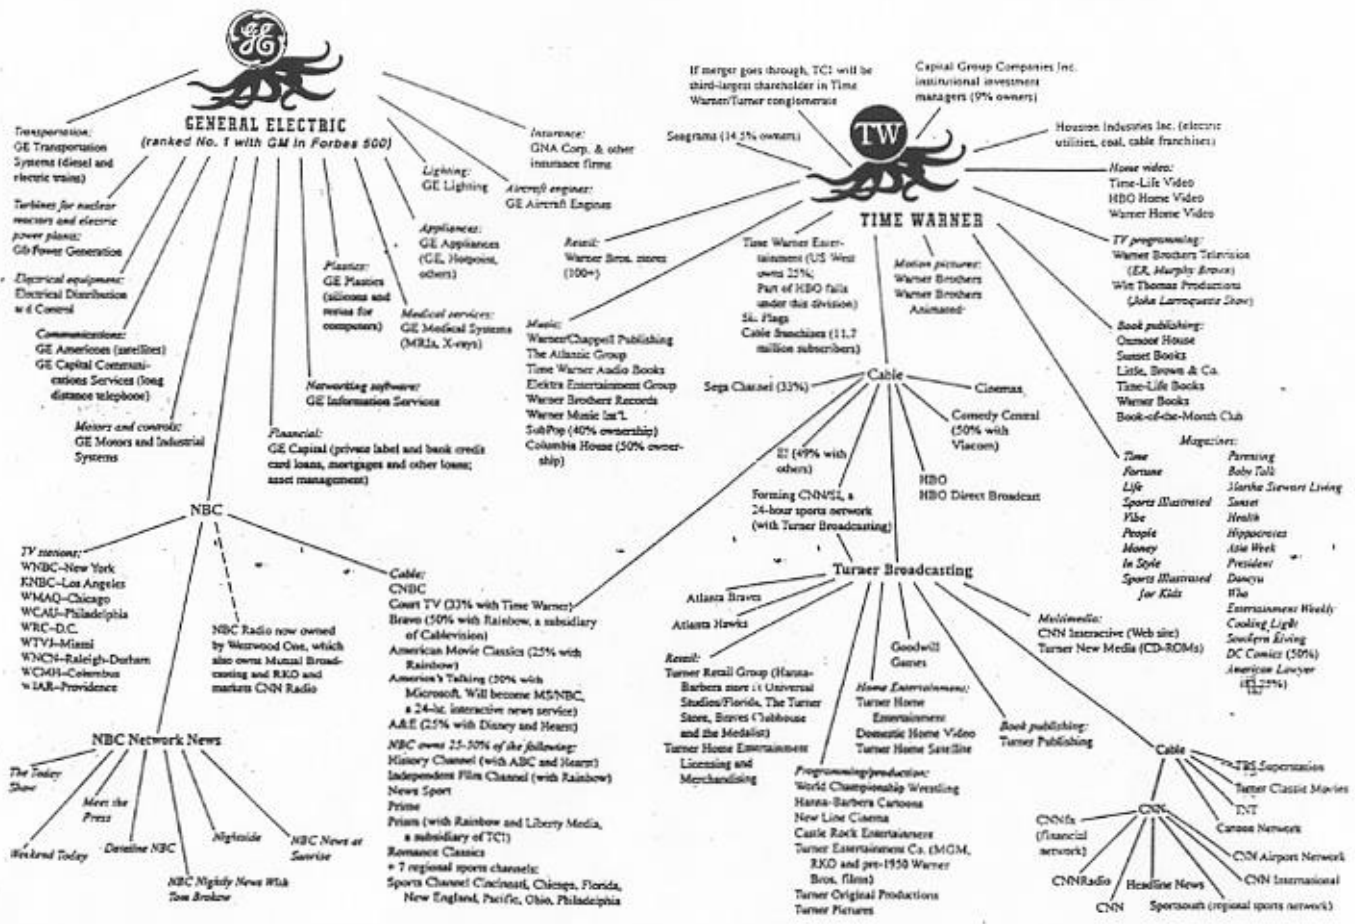 GE
GENERAL ELECTRIC
(ranked No. 1 with GM in Forbes 500)
Transportation:
GE Transportation
Systems (diesel and
electric trains)
Turbines for nuclear
reactors and electric
power plants:
GE Power Generation
Electrical equipment:
Electrical Distribution
and Control
Communications:
GE Americom (satellites)
GE Capital Communi-
cations Services (long
distance telephone)
Motors and controls:
GE Motors and Industrial
Systems
Financial:
GE Capital (private label and bank credit
card loans, mortgages and other loans;
asset management)
Networking software:
GE Information Services
Plastics:
GE Plastics
(silicons and
resins for
computers)
Medical services:
GE Medical Systems
(MRIs, X-rays)
Appliances:
GE Appliances
(GE, Hotpoint,
others)
Lighting:
GE Lighting
Aircraft engines:
GE Aircraft Engines
Insurance:
GNA Corp. & other
insurance firms
NBC
TV stations:
WNBC–New York
KNBC–Los Angeles
WMAQ–Chicago
WCAU–Philadelphia
WRC–D.C.
WTVJ–Miami
WNCN–Raleigh-Durham
WCMH–Columbus
WJAR–Providence
NBC Radio now owned
by Westwood One, which
also owns Mutual Broad-
casting and RKO and
markets CNN Radio
Cable:
CNBC
Court TV (33% with Time Warner)
Bravo (50% with Rainbow, a subsidiary
of Cablevision)
American Movie Classics (25% with
Rainbow)
America's Talking (50% with
Microsoft. Will become MS/NBC,
a 24-hr. interactive news service)
A&E (25% with Disney and Hearst)
NBC owns 25-50% of the following:
History Channel (with ABC and Hearst)
Independent Film Channel (with Rainbow)
News Sport
Prime
Prism (with Rainbow and Liberty Media,
a subsidiary of TCI)
Romance Classics
+ 7 regional sports channels:
Sports Channel Cincinnati, Chicago, Florida,
New England, Pacific, Ohio, Philadelphia
NBC Network News
The Today
Show
Weekend Today
Meet the
Press
Dateline NBC
NBC Nightly News With
Tom Brokaw
Nightside
NBC News at
Sunrise
TW
TIME WARNER
If merger goes through, TCI will be
third-largest shareholder in Time
Warner/Turner conglomerate
Capital Group Companies Inc.
institutional investment
managers (9% owners)
Seagrams (14.5% owners)
Houston Industries Inc. (electric
utilities, coal, cable franchises)
Home video:
Time-Life Video
HBO Home Video
Warner Home Video
TV programming:
Warner Brothers Television
(ER, Murphy Brown)
Witt Thomas Productions
(John Larroquette Show)
Book publishing:
Oxmoor House
Sunset Books
Little, Brown & Co.
Time-Life Books
Warner Books
Book-of-the-Month Club
Magazines:
Time
Fortune
Life
Sports Illustrated
Vibe
People
Money
In Style
Sports Illustrated
for Kids
Parenting
Baby Talk
Martha Stewart Living
Sunset
Health
Hippocrates
Asia Week
President
Dancyu
Who
Entertainment Weekly
Cooling Light
Southern Living
DC Comics (50%)
American Lawyer
Retail:
Warner Bros. stores
(100+)
Music:
Warner/Chappell Publishing
The Atlantic Group
Time Warner Audio Books
Elektra Entertainment Group
Warner Brothers Records
Warner Music Int'l.
SubPop (40% ownership)
Columbia House (50% owner-
ship)
Time Warner Enter-
tainment (US West
owns 25%;
Part of HBO falls
under this division)
Six Flags
Cable franchises (11.7
million subscribers)
Motion pictures:
Warner Brothers
Warner Brothers
Animated
Cable
Sega Channel (33%)
Cinemax
Comedy Central
(50% with
Viacom)
E! (49% with
others)
HBO
HBO Direct Broadcast
Forming CNN/SI, a
24-hour sports network
(with Turner Broadcasting)
Turner Broadcasting
Atlanta Braves
Atlanta Hawks
Retail:
Turner Retail Group (Hanna-
Barbera store at Universal
Studios/Florida, The Turner
Store, Braves Clubhouse
and the Medalist)
Turner Home Entertainment
Licensing and
Merchandising
Programming/production:
World Championship Wrestling
Hanna-Barbera Cartoons
New Line Cinema
Castle Rock Entertainment
Turner Entertainment Co. (MGM,
RKO and pre-1950 Warner
Bros. films)
Turner Original Productions
Turner Pictures
Home Entertainment:
Turner Home
Entertainment
Domestic Home Video
Turner Home Satellite
Goodwill
Games
Book publishing:
Turner Publishing
Multimedia:
CNN Interactive (Web site)
Turner New Media (CD-ROMs)
Cable
TBS Superstation
Turner Classic Movies
TNT
Cartoon Network
CNN
CNNfn
(financial
network)
CNNRadio
CNN
Headline News
Sportsouth (regional sports network)
CNN International
CNN Airport Network